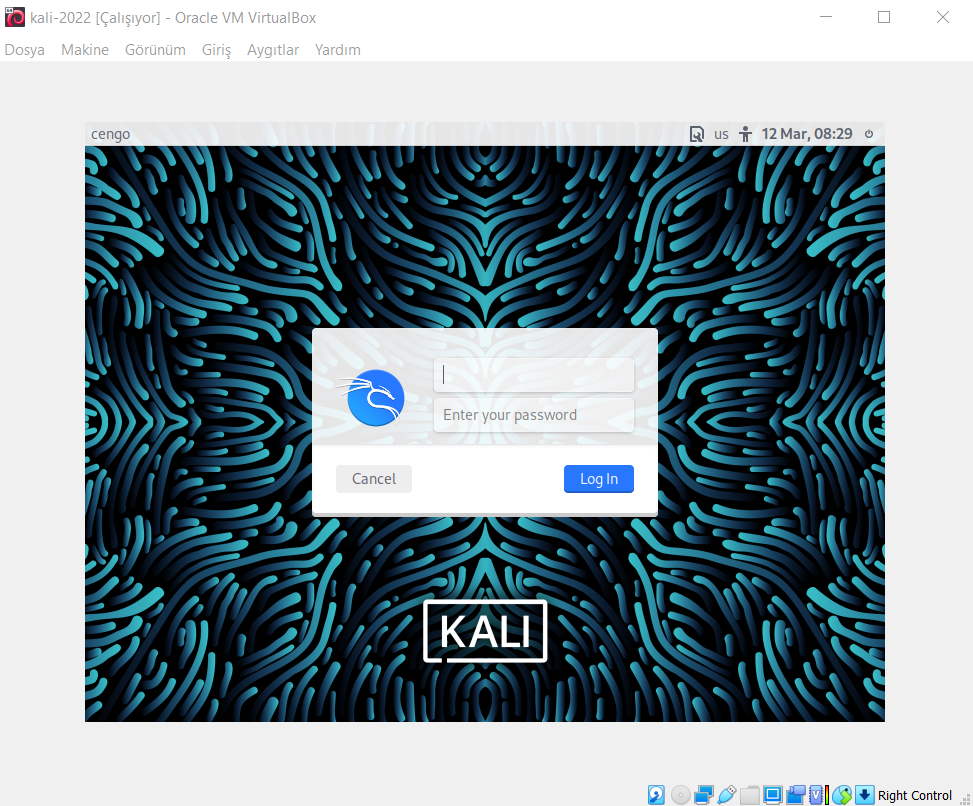 kali-2022 [Çalışıyor] - Oracle VM VirtualBox
Dosya Makine Görünüm Giriş Aygıtlar Yardım
cengo us 12 Mar, 08:29
Enter your password
Cancel Log In
KALI
Right Control